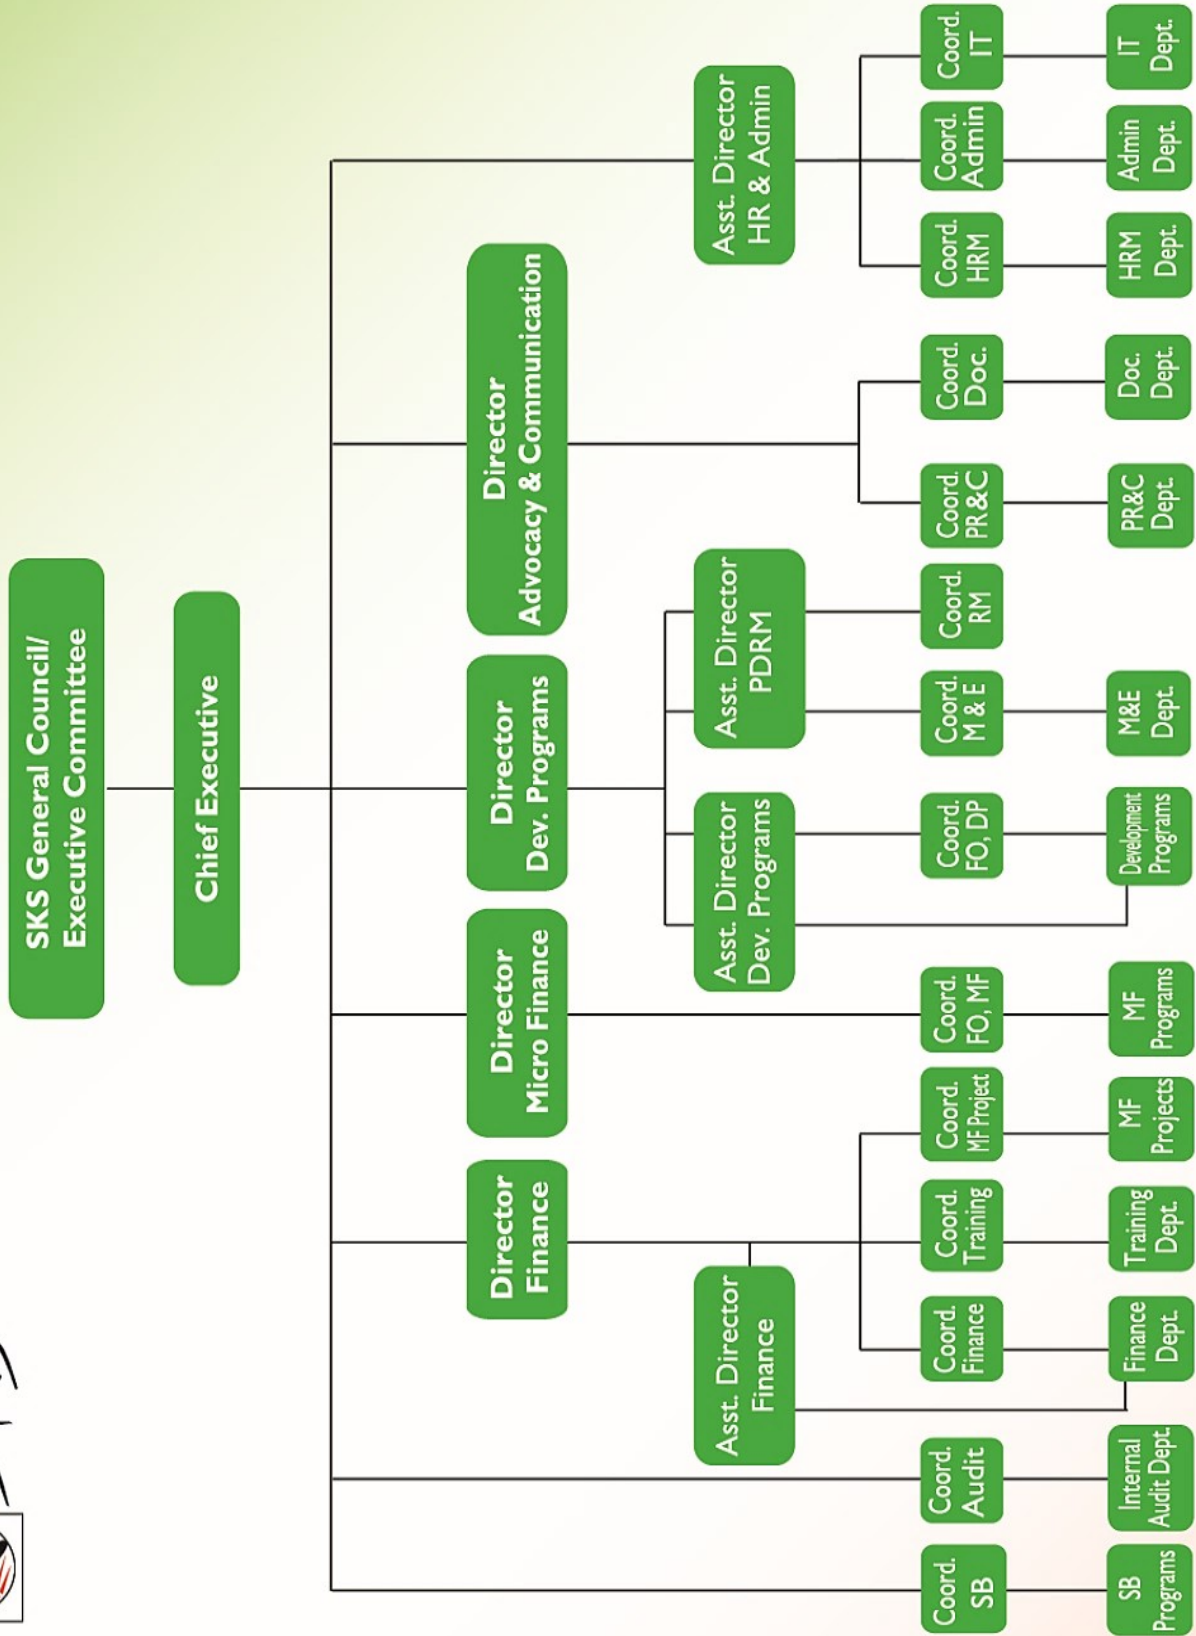 SKS General Council/
Executive Committee
Chief Executive
Director
Finance
Director
Micro Finance
Director
Dev. Programs
Director
Advocacy & Communication
Asst. Director
Finance
Asst. Director
Dev. Programs
Asst. Director
PDRM
Asst. Director
HR & Admin
Coord.
SB
Coord.
Audit
Coord.
Finance
Coord.
Training
Coord.
MF Project
Coord.
FO, MF
Coord.
FO, DP
Coord.
M & E
Coord.
RM
Coord.
PR &C
Coord.
Doc.
Coord.
HRM
Coord.
Admin
Coord.
IT
SB
Programs
Internal
Audit Dept.
Finance
Dept.
Training
Dept.
MF
Projects
MF
Programs
Development
Programs
M&E
Dept.
PR&C
Dept.
Doc.
Dept.
HRM
Dept.
Admin
Dept.
IT
Dept.